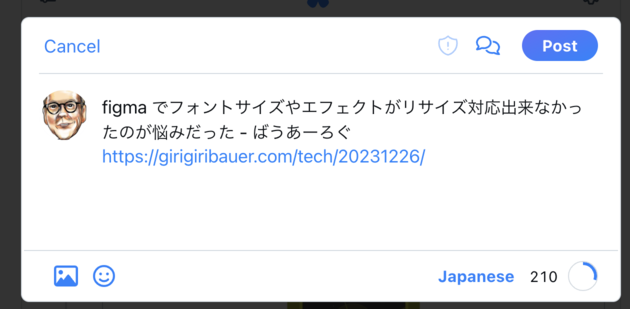 Cancel
Post
figma でフォントサイズやエフェクトがリサイズ対応出来なかっ
たのが悩みだった - ばうあーろぐ
https://girigiribauer.com/tech/20231226/
Japanese 210